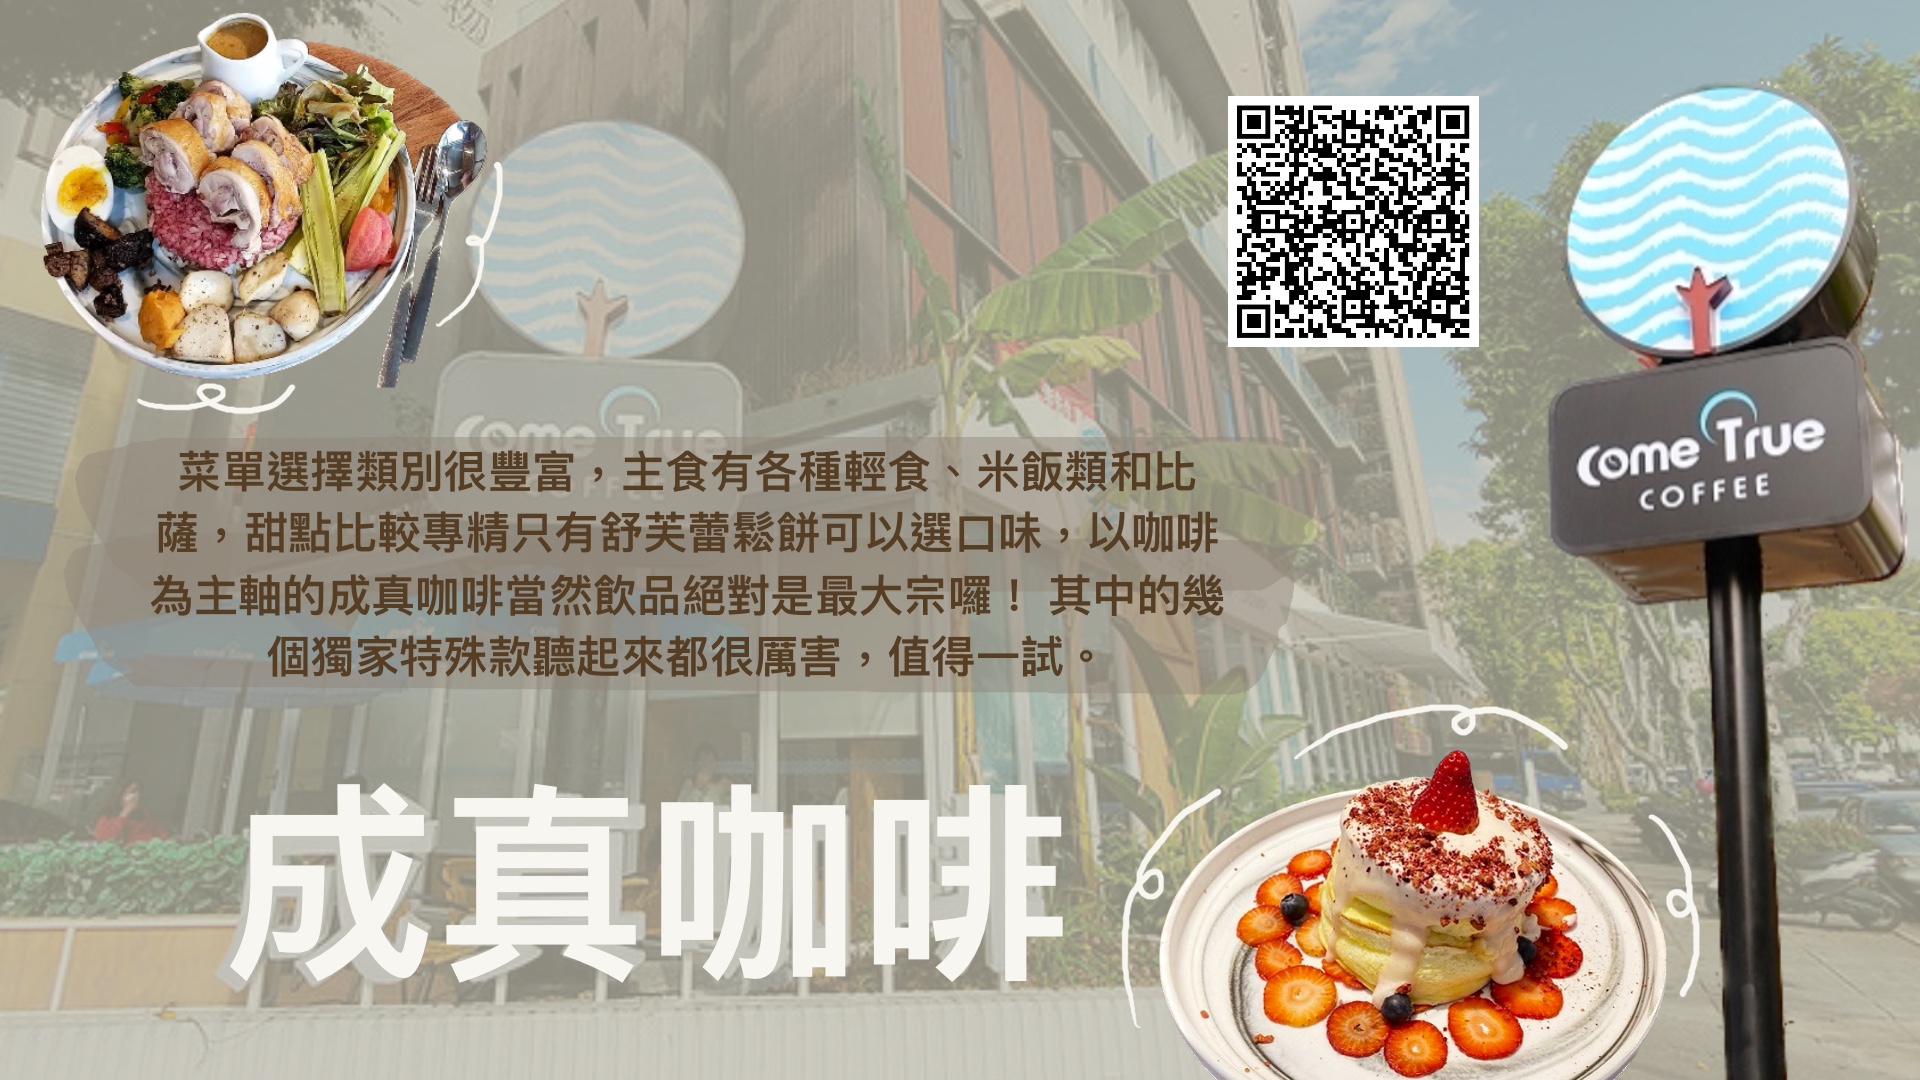 菜單選擇類別很豐富，主食有各種輕食、米飯類和比
薩，甜點比較專精只有舒芙蕾鬆餅可以選口味，以咖啡
為主軸的成真咖啡當然飲品絕對是最大宗囉！ 其中的幾
個獨家特殊款聽起來都很厲害，值得一試。
成真咖啡
Come True
COFFEE
Come True